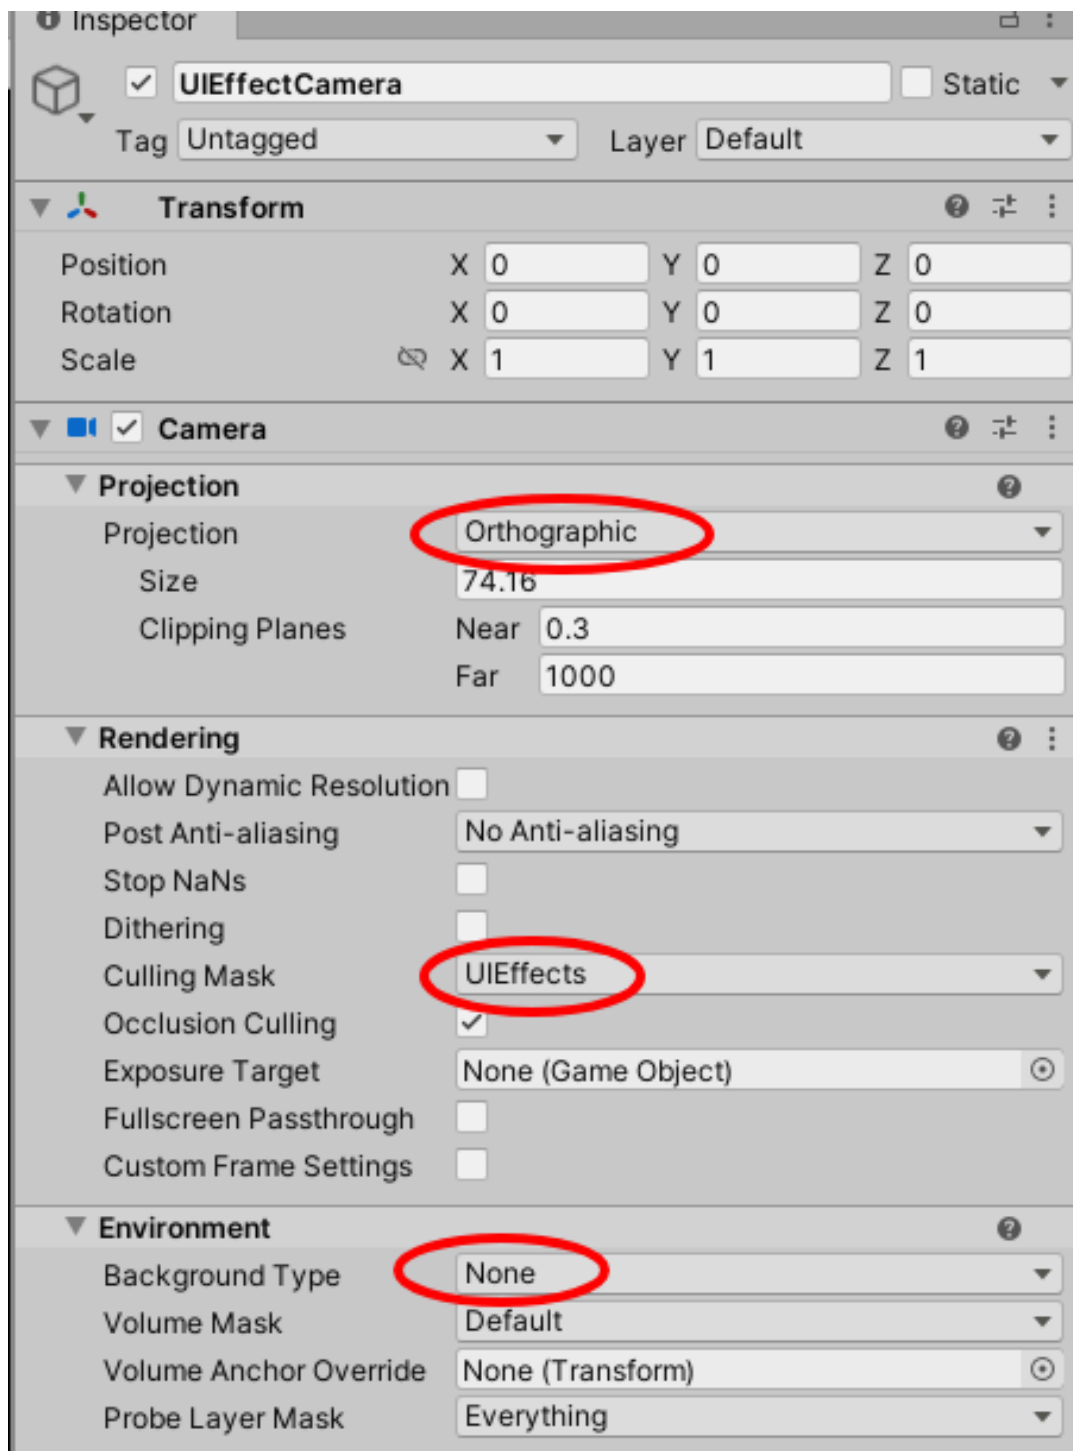 Inspector
UIEffectCamera Static
Tag Untagged Layer Default
Transform
Position X 0 Y 0 Z 0
Rotation X 0 Y 0 Z 0
Scale X 1 Y 1 Z 1
Camera
Projection
Projection Orthographic
Size 74.16
Clipping Planes Near 0.3
Far 1000
Rendering
Allow Dynamic Resolution
Post Anti-aliasing No Anti-aliasing
Stop NaNs
Dithering
Culling Mask UIEffects
Occlusion Culling
Exposure Target None (Game Object)
Fullscreen Passthrough
Custom Frame Settings
Environment
Background Type None
Volume Mask Default
Volume Anchor Override None (Transform)
Probe Layer Mask Everything